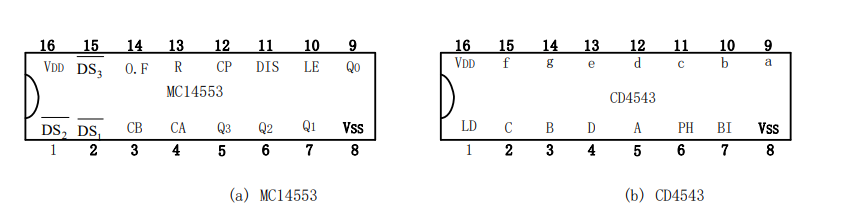 16 15 14 13 12 11 10 9
VDD DS3 O.F R CP DIS LE Q0
MC14553
DS2 DS1 CB CA Q3 Q2 Q1 VSS
1 2 3 4 5 6 7 8
(a) MC14553
16 15 14 13 12 11 10 9
VDD f g e d c b a
CD4543
LD C B D A PH BI VSS
1 2 3 4 5 6 7 8
(b) CD4543